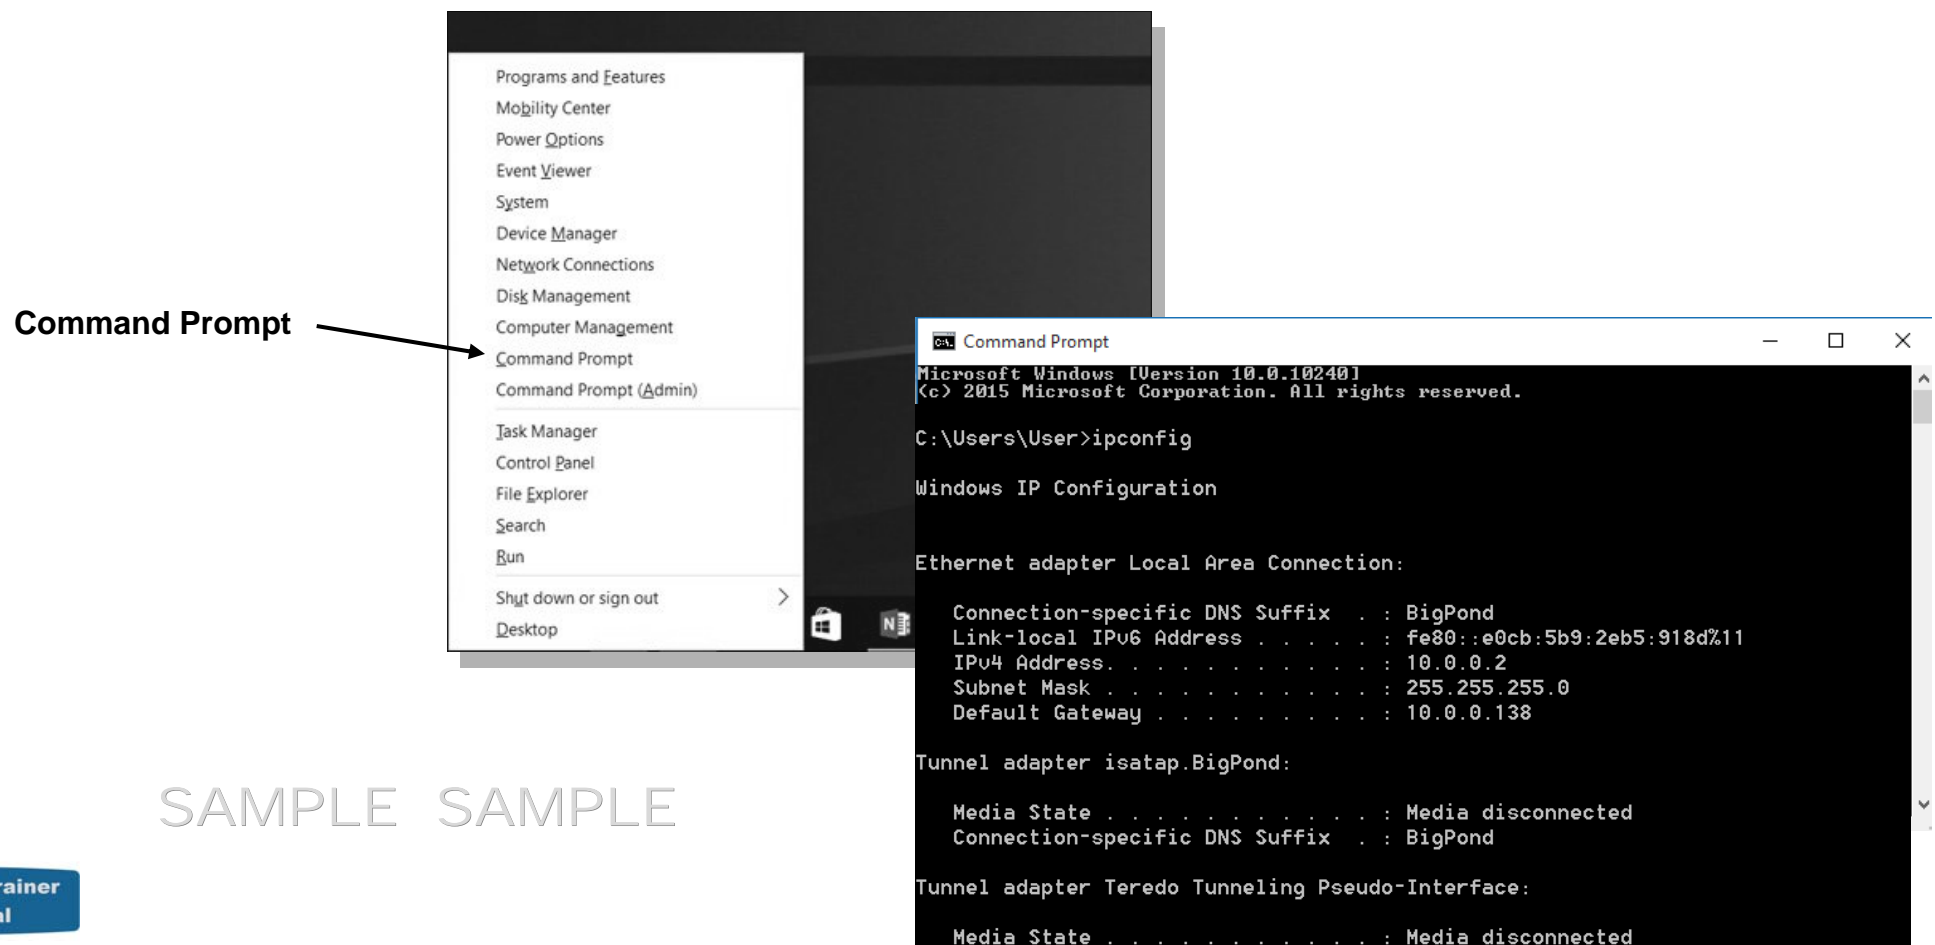 Programs and Features
Mobility Center
Power Options
Event Viewer
System
Device Manager
Network Connections
Disk Management
Computer Management
Command Prompt
Command Prompt (Admin)
Task Manager
Control Panel
File Explorer
Search
Run
Shut down or sign out
Desktop
Command Prompt
Command Prompt
Microsoft Windows [Version 10.0.10240]
(c) 2015 Microsoft Corporation. All rights reserved.
C:\Users\User>ipconfig
Windows IP Configuration
Ethernet adapter Local Area Connection:
Connection-specific DNS Suffix  . : BigPond
Link-local IPv6 Address . . . . . : fe80::e0cb:5b9:2eb5:918d%11
IPv4 Address. . . . . . . . . . . : 10.0.0.2
Subnet Mask . . . . . . . . . . . : 255.255.255.0
Default Gateway . . . . . . . . . : 10.0.0.138
Tunnel adapter isatap.BigPond:
Media State . . . . . . . . . . . : Media disconnected
Connection-specific DNS Suffix  . : BigPond
Tunnel adapter Teredo Tunneling Pseudo-Interface:
Media State . . . . . . . . . . . : Media disconnected
SAMPLE SAMPLE